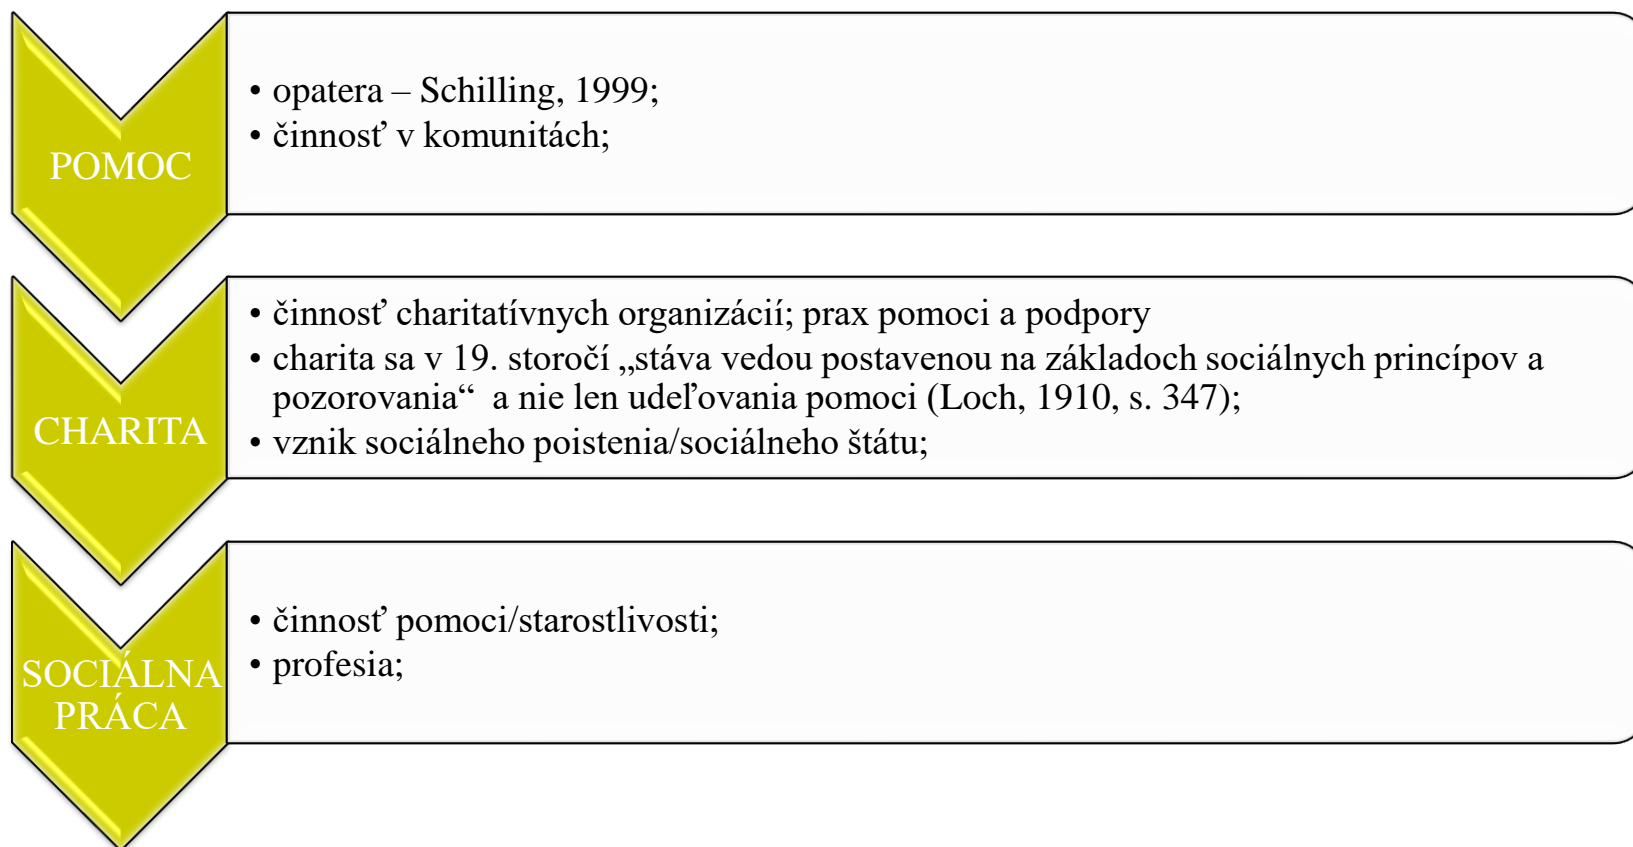 POMOC
• opatera – Schilling, 1999;
• činnosť v komunitách;
CHARITA
• činnosť charitatívnych organizácií; prax pomoci a podpory
• charita sa v 19. storočí „stáva vedou postavenou na základoch sociálnych princípov a
pozorovania“  a nie len udeľovania pomoci (Loch, 1910, s. 347);
• vznik sociálneho poistenia/sociálneho štátu;
SOCIÁLNA
PRÁCA
• činnosť pomoci/starostlivosti;
• profesia;